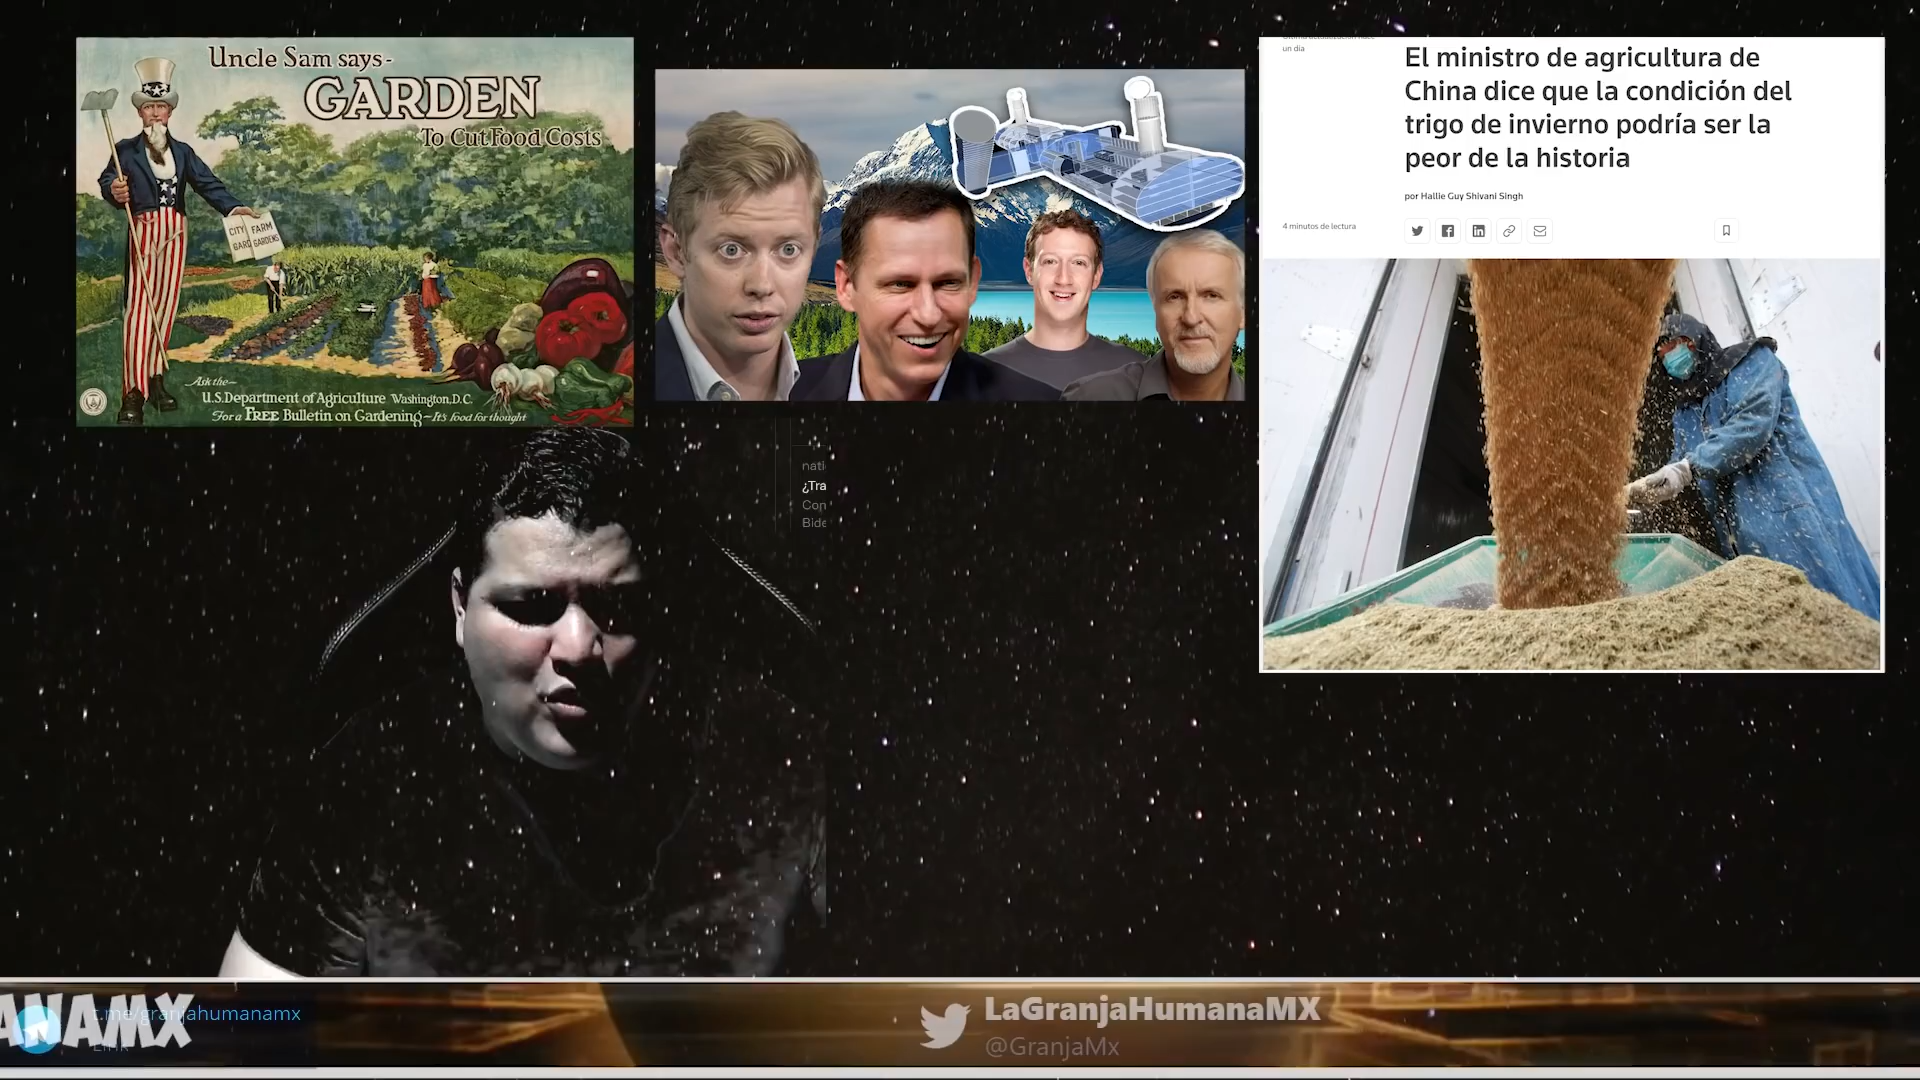 Uncle Sam says-
GARDEN
To Cut Food Costs
CITY
GARD
FARM
GARDENS
Ask the—
U.S. Department of Agriculture Washington, D.C.
For a FREE Bulletin on Gardening—It's food for thought
un día
El ministro de agricultura de
China dice que la condición del
trigo de invierno podría ser la
peor de la historia
por Hallie Guy Shivani Singh
4 minutos de lectura
nati
¿Tra
Con
Bide
ANAMX
t.me/granjahumanamx
LaGranjaHumanaMX
@GranjaMx